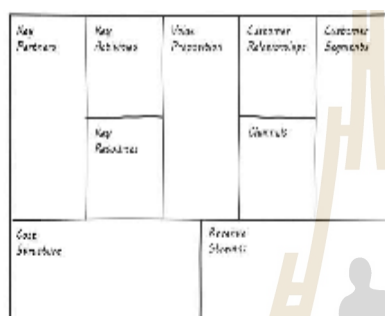 Key
Partners
Key
Activities
Value
Proposition
Customer
Relationships
Customer
Segments
Key
Resources
Channels
Cost
Structure
Revenue
Streams